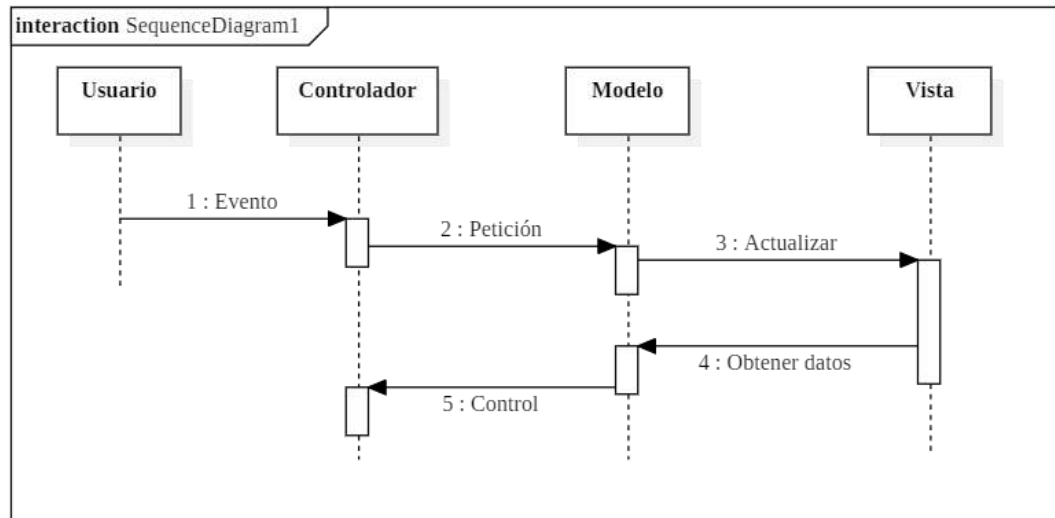 interaction SequenceDiagram1
Usuario
Controlador
Modelo
Vista
1 : Evento
2 : Petición
3 : Actualizar
4 : Obtener datos
5 : Control